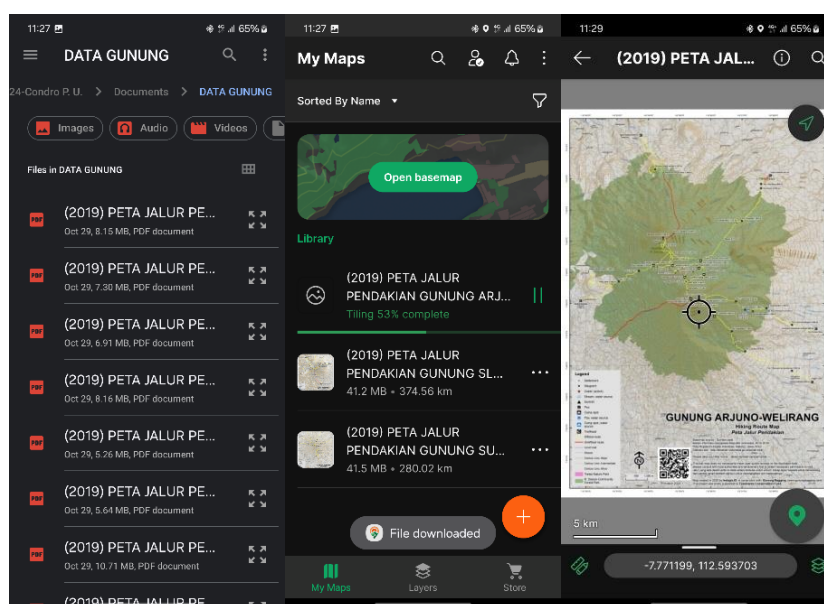 11:27
65%
DATA GUNUNG
24-Condro P. U. > Documents > DATA GUNUNG
Images
Audio
Videos
Files in DATA GUNUNG
(2019) PETA JALUR PE...
Oct 29, 8.15 MB, PDF document
(2019) PETA JALUR PE...
Oct 29, 7.30 MB, PDF document
(2019) PETA JALUR PE...
Oct 29, 6.91 MB, PDF document
(2019) PETA JALUR PE...
Oct 29, 8.16 MB, PDF document
(2019) PETA JALUR PE...
Oct 29, 5.26 MB, PDF document
(2019) PETA JALUR PE...
Oct 29, 5.64 MB, PDF document
(2019) PETA JALUR PE...
Oct 29, 10.71 MB, PDF document
(2019) PETA JALUR PE...
11:27
65%
My Maps
Sorted By Name
Open basemap
Library
(2019) PETA JALUR
PENDAKIAN GUNUNG ARJ...
Tiling 53% complete
(2019) PETA JALUR
PENDAKIAN GUNUNG SL...
41.2 MB • 374.56 km
(2019) PETA JALUR
PENDAKIAN GUNUNG SU...
41.5 MB • 280.02 km
File downloaded
My Maps
Layers
Store
11:29
65%
(2019) PETA JAL...
Legend
GUNUNG ARJUNO-WELIRANG
Hiking Route Map
Peta Jalur Pendakian
5 km
-7.771199, 112.593703